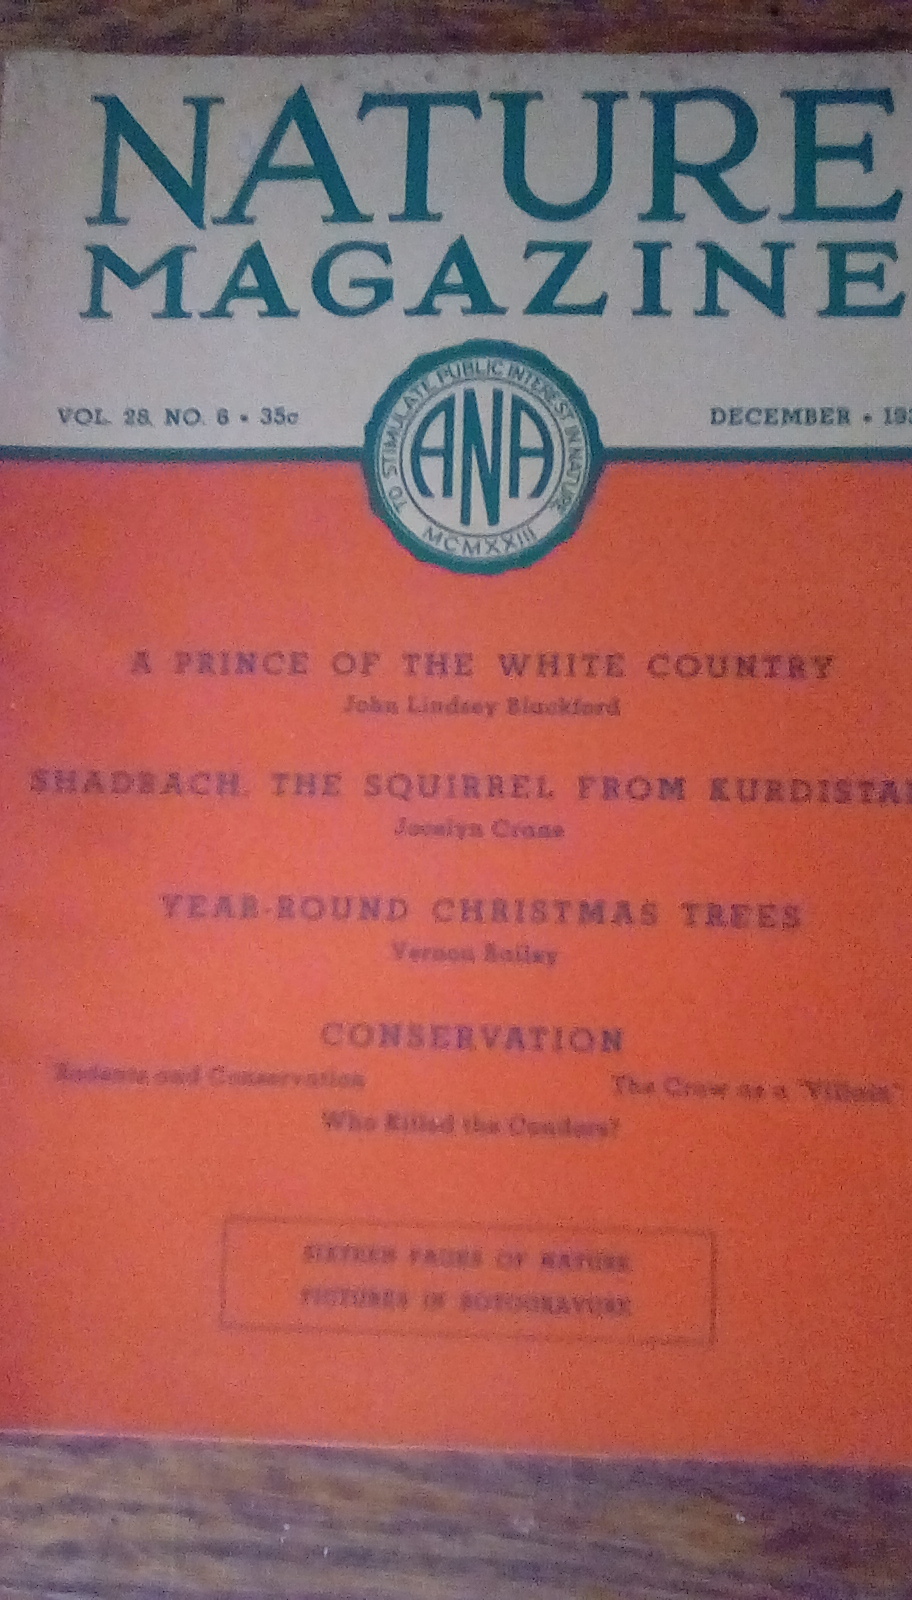 NATURE
MAGAZINE
VOL. 28, NO. 6 • 35c
DECEMBER • 193
TO STIMULATE PUBLIC INTEREST IN NATURE
ANA
MCMXXIII
A PRINCE OF THE WHITE COUNTRY
John Lindsey Blackford
SHADRACH, THE SQUIRREL FROM KURDISTAN
Jocelyn Crane
YEAR-ROUND CHRISTMAS TREES
Vernon Bailey
CONSERVATION
Rodents and Conservation
The Crow as a "Villain"
Who Killed the Condors?
SIXTEEN PAGES OF NATURE
PICTURES IN ROTOGRAVURE